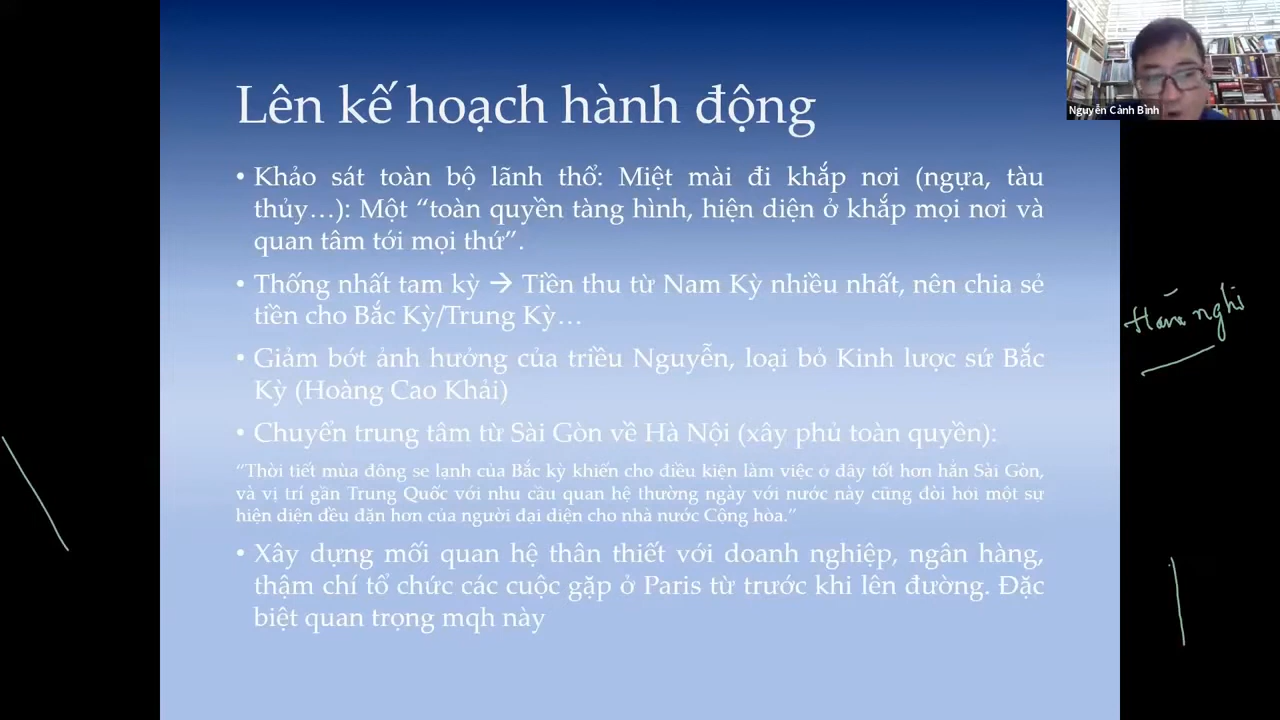 Lên kế hoạch hành động
• Khảo sát toàn bộ lãnh thổ: Miệt mài đi khắp nơi (ngựa, tàu
thủy…): Một “toàn quyền tàng hình, hiện diện ở khắp mọi nơi và
quan tâm tới mọi thứ”.
• Thống nhất tam kỳ → Tiền thu từ Nam Kỳ nhiều nhất, nên chia sẻ
tiền cho Bắc Kỳ/Trung Kỳ…
• Giảm bớt ảnh hưởng của triều Nguyễn, loại bỏ Kinh lược sứ Bắc
Kỳ (Hoàng Cao Khải)
• Chuyển trung tâm từ Sài Gòn về Hà Nội (xây phủ toàn quyền):
“Thời tiết mùa đông se lạnh của Bắc kỳ khiến cho điều kiện làm việc ở đây tốt hơn hẳn Sài Gòn,
và vị trí gần Trung Quốc với nhu cầu quan hệ thường ngày với nước này cũng đòi hỏi một sự
hiện diện đều đặn hơn của người đại diện cho nhà nước Cộng hòa.”
• Xây dựng mối quan hệ thân thiết với doanh nghiệp, ngân hàng,
thậm chí tổ chức các cuộc gặp ở Paris từ trước khi lên đường. Đặc
biệt quan trọng mqh này
Nguyễn Cảnh Bình
nghi